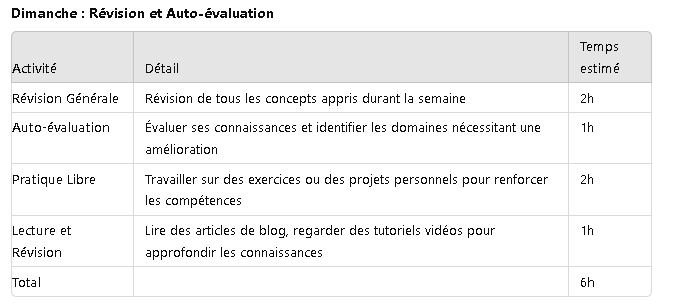 Dimanche : Révision et Auto-évaluation
Temps
Activité Détail estimé
Révision Générale Révision de tous les concepts appris durant la semaine 2h
Auto-évaluation Évaluer ses connaissances et identifier les domaines nécessitant une 1h
amélioration
Pratique Libre Travailler sur des exercices ou des projets personnels pour renforcer 2h
les compétences
Lecture et Lire des articles de blog, regarder des tutoriels vidéos pour 1h
Révision approfondir les connaissances
Total 6h